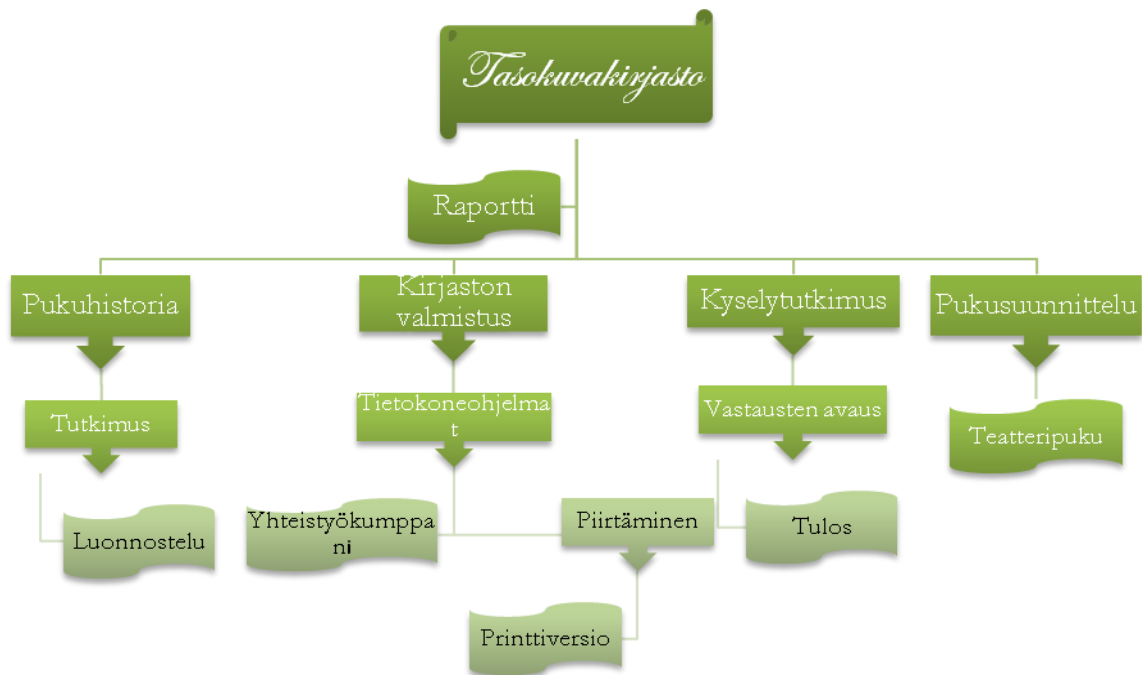 Tasokuvakirjasto
Raportti
Pukuhistoria
Kirjaston
valmistus
Kyselytutkimus
Pukusuunnittelu
Tutkimus
Tietokoneohjelma
t
Vastausten avaus
Teatteripuku
Luonnostelu
Yhteistyökumppa
ni
Piirtäminen
Tulos
Printtiversio